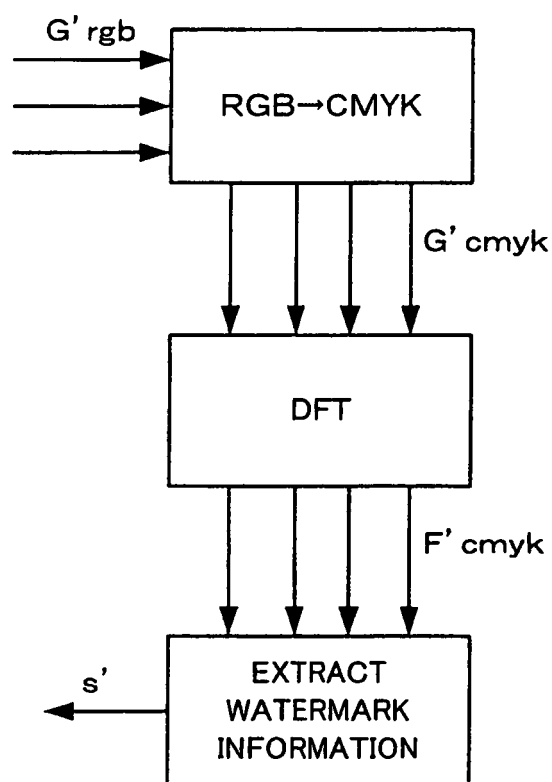 G' rgb
RGB→CMYK
G' cmyk
DFT
F' cmyk
s'
EXTRACT
WATERMARK
INFORMATION